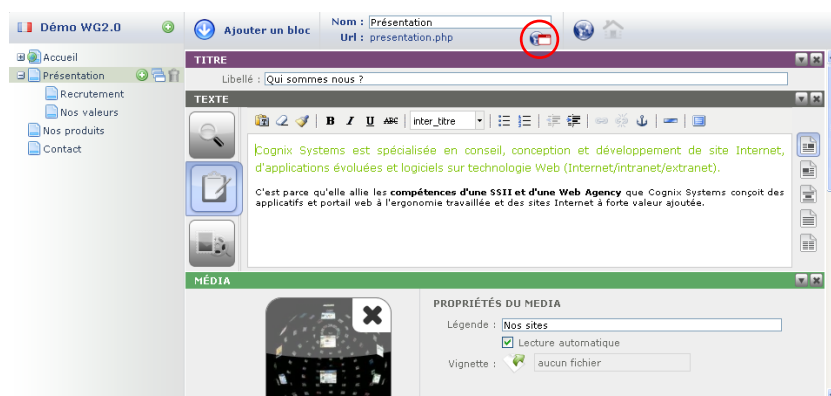 Démo WG2.0
Ajouter un bloc
Nom : Présentation
Url : presentation.php
Accueil
Présentation
Recrutement
Nos valeurs
Nos produits
Contact
TITRE
Libellé : Qui sommes nous ?
TEXTE
B I U ABC inter_titre
Cognix Systems est spécialisée en conseil, conception et développement de site Internet,
d'applications évoluées et logiciels sur technologie Web (Internet/intranet/extranet).
C'est parce qu'elle allie les compétences d'une SSII et d'une Web Agency que Cognix Systems conçoit des
applicatifs et portail web à l'ergonomie travaillée et des sites Internet à forte valeur ajoutée.
MÉDIA
PROPRIÉTÉS DU MEDIA
Légende : Nos sites
Lecture automatique
Vignette : aucun fichier